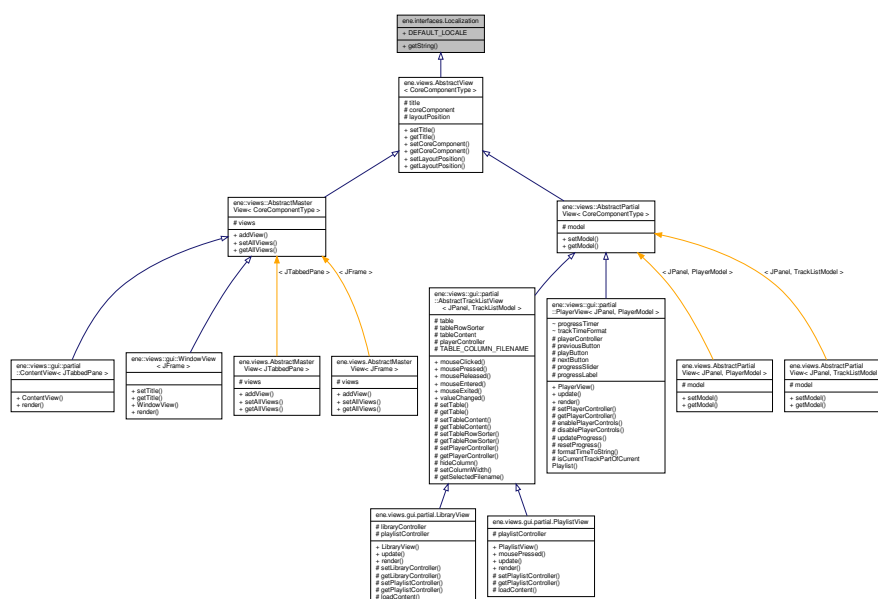 ene.interfaces.Localization
+ DEFAULT_LOCALE
+ getString()
ene.views.AbstractView
< CoreComponentType >
# title
# coreComponent
# layoutPosition
+ setTitle()
+ getTitle()
+ setCoreComponent()
+ getCoreComponent()
+ setLayoutPosition()
+ getLayoutPosition()
ene::views::AbstractMaster
View< CoreComponentType >
# views
+ addView()
+ setAllViews()
+ getAllViews()
ene::views::AbstractPartial
View< CoreComponentType >
# model
+ setModel()
+ getModel()
< JTabbedPane >
< JFrame >
< JPanel, PlayerModel >
< JPanel, TrackListModel >
ene::views::gui::partial
::ContentView< JTabbedPane >
+ ContentView()
+ render()
ene::views::gui::WindowView
< JFrame >
+ setTitle()
+ getTitle()
+ WindowView()
+ render()
ene::views::AbstractMaster
View< JTabbedPane >
# views
+ addView()
+ setAllViews()
+ getAllViews()
ene::views::AbstractMaster
View< JFrame >
# views
+ addView()
+ setAllViews()
+ getAllViews()
ene::views::gui::partial
::AbstractTrackListView
< JPanel, TrackListModel >
# table
# tableRowSorter
# tableContent
# playerController
# TABLE_COLUMN_FILENAME
+ mouseClicked()
+ mousePressed()
+ mouseReleased()
+ mouseEntered()
+ mouseExited()
+ valueChanged()
# setTable()
# getTable()
# setTableContent()
# getTableContent()
# setTableRowSorter()
# getTableRowSorter()
# setPlayerController()
# getPlayerController()
# hideColumn()
# setColumnWidth()
# getSelectedFilename()
ene::views::gui::partial
::PlayerView< JPanel, PlayerModel >
~ progressTimer
~ trackTimeFormat
# playerController
# previousButton
# playButton
# nextButton
# progressSlider
# progressLabel
+ PlayerView()
+ update()
+ render()
# setPlayerController()
# getPlayerController()
# enablePlayerControls()
# disablePlayerControls()
# updateProgress()
# resetProgress()
# formatTimeToString()
# isCurrentTrackPartOfCurrent
Playlist()
ene::views::AbstractPartial
View< JPanel, PlayerModel >
# model
+ setModel()
+ getModel()
ene::views::AbstractPartial
View< JPanel, TrackListModel >
# model
+ setModel()
+ getModel()
ene.views.gui.partial.LibraryView
# libraryController
# playlistController
+ LibraryView()
+ update()
+ render()
# setLibraryController()
# getLibraryController()
# setPlaylistController()
# getPlaylistController()
# loadContent()
ene.views.gui.partial.PlaylistView
# playlistController
+ PlaylistView()
+ mousePressed()
+ update()
+ render()
# setPlaylistController()
# getPlaylistController()
# loadContent()